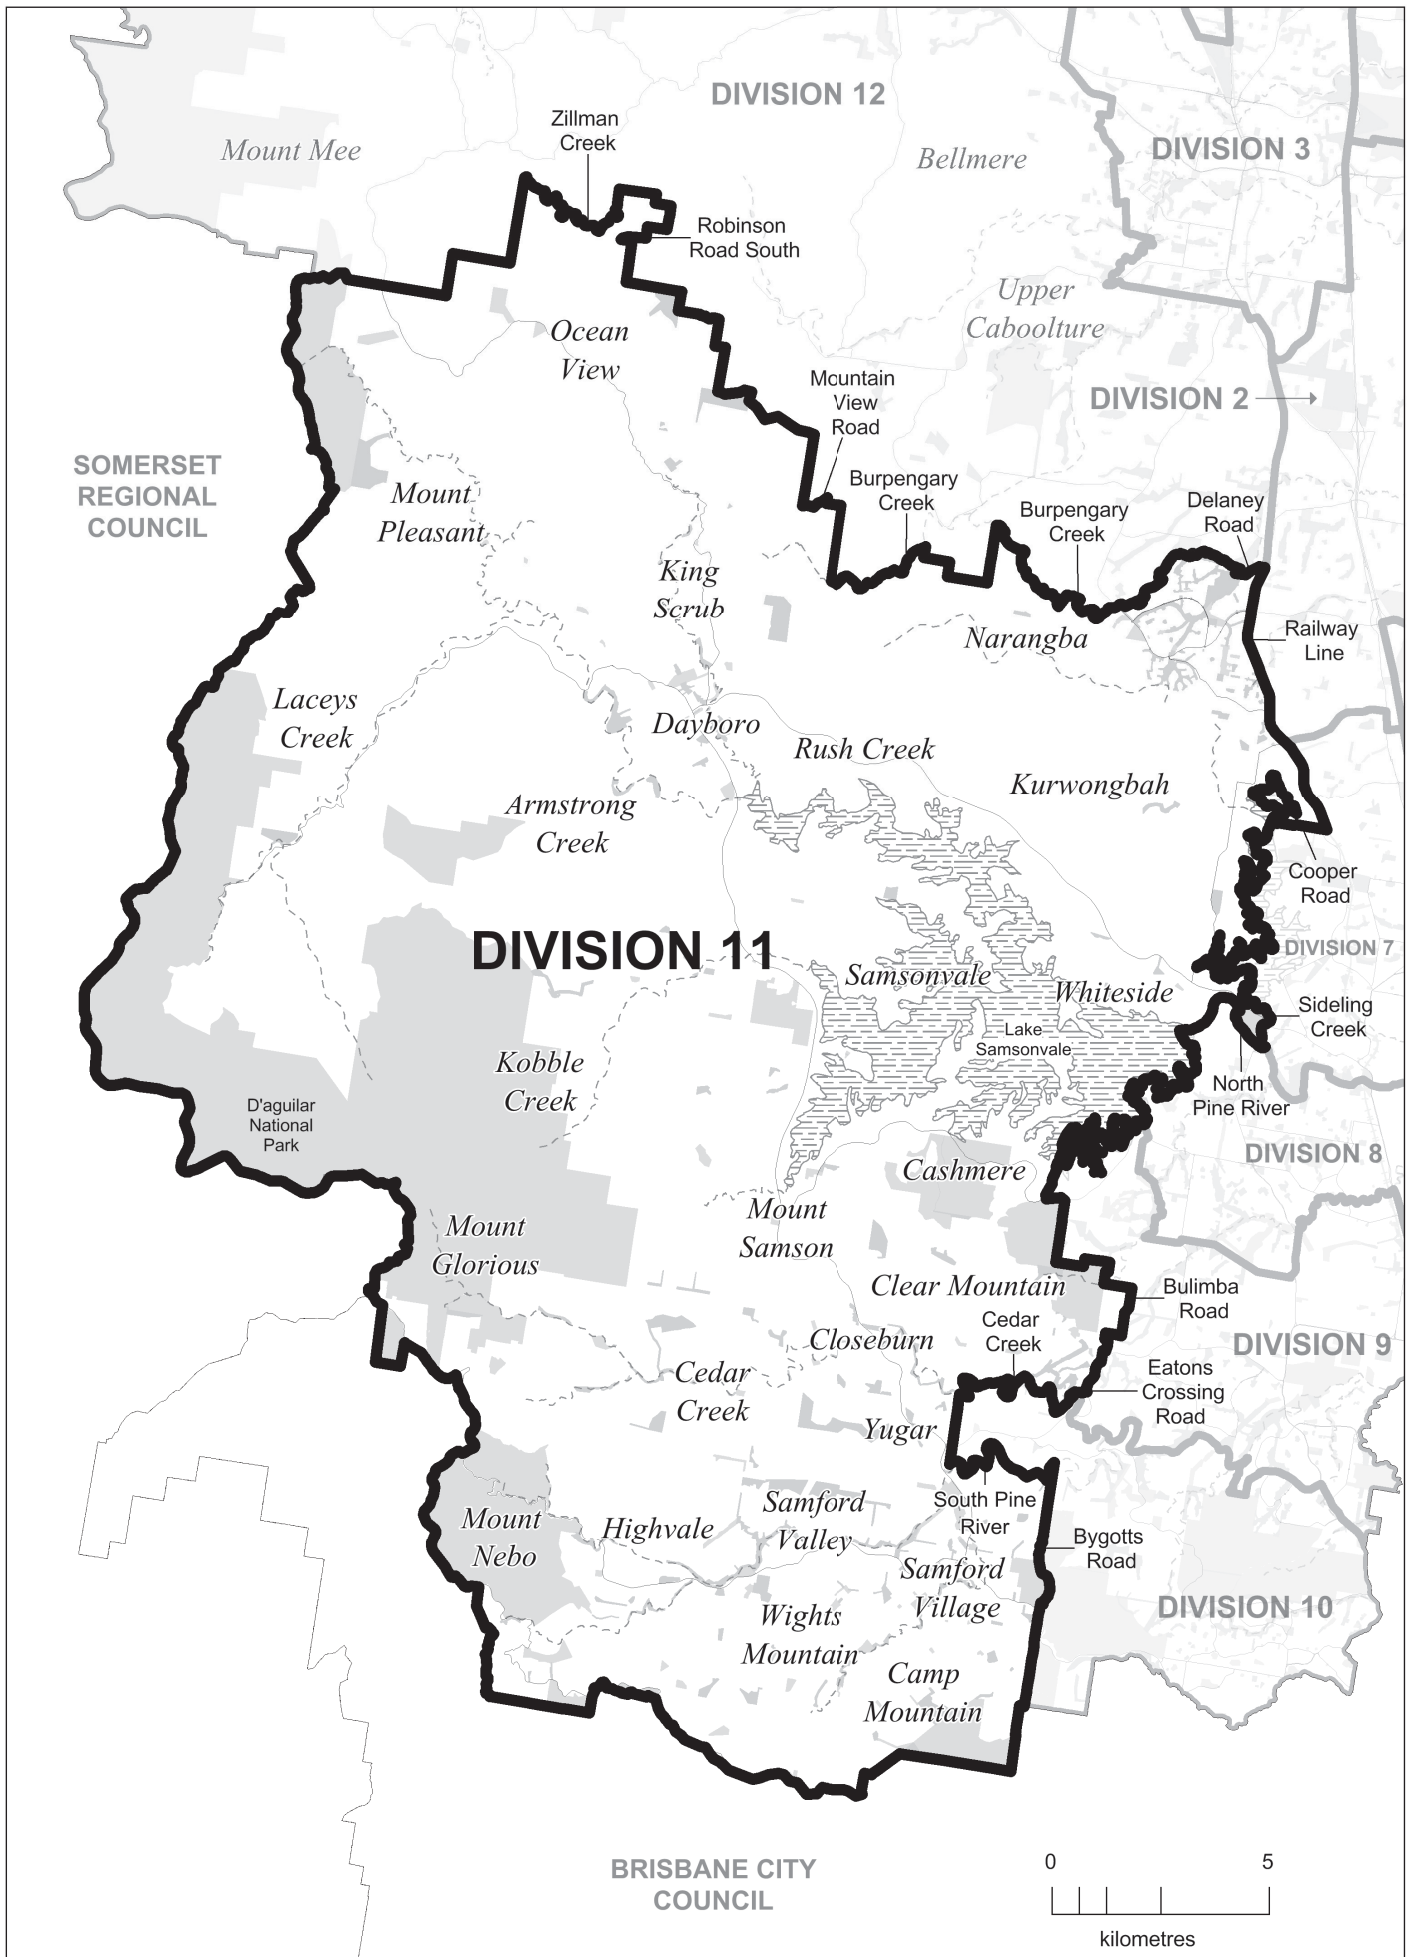 DIVISION 12
Zillman
Creek
Mount Mee
Bellmere
DIVISION 3
Robinson
Road South
Upper
Caboolture
Ocean
View
Mountain
View
Road
DIVISION 2
SOMERSET
REGIONAL
COUNCIL
Mount
Pleasant
Burpengary
Creek
Burpengary
Creek
Delaney
Road
King
Scrub
Narangba
Railway
Line
Laceys
Creek
Dayboro
Rush Creek
Kurwongbah
Armstrong
Creek
Cooper
Road
DIVISION 11
DIVISION 7
Samsonvale
Whiteside
Sideling
Creek
Lake
Samsonvale
Kobble
Creek
North
Pine River
D'aguilar
National
Park
DIVISION 8
Cashmere
Mount
Samson
Mount
Glorious
Clear Mountain
Bulimba
Road
Cedar
Creek
Closeburn
DIVISION 9
Cedar
Creek
Eatons
Crossing
Road
Yugar
South Pine
River
Samford
Valley
Mount
Nebo
Highvale
Bygotts
Road
Samford
Village
Wights
Mountain
DIVISION 10
Camp
Mountain
BRISBANE CITY
COUNCIL
0 5
kilometres